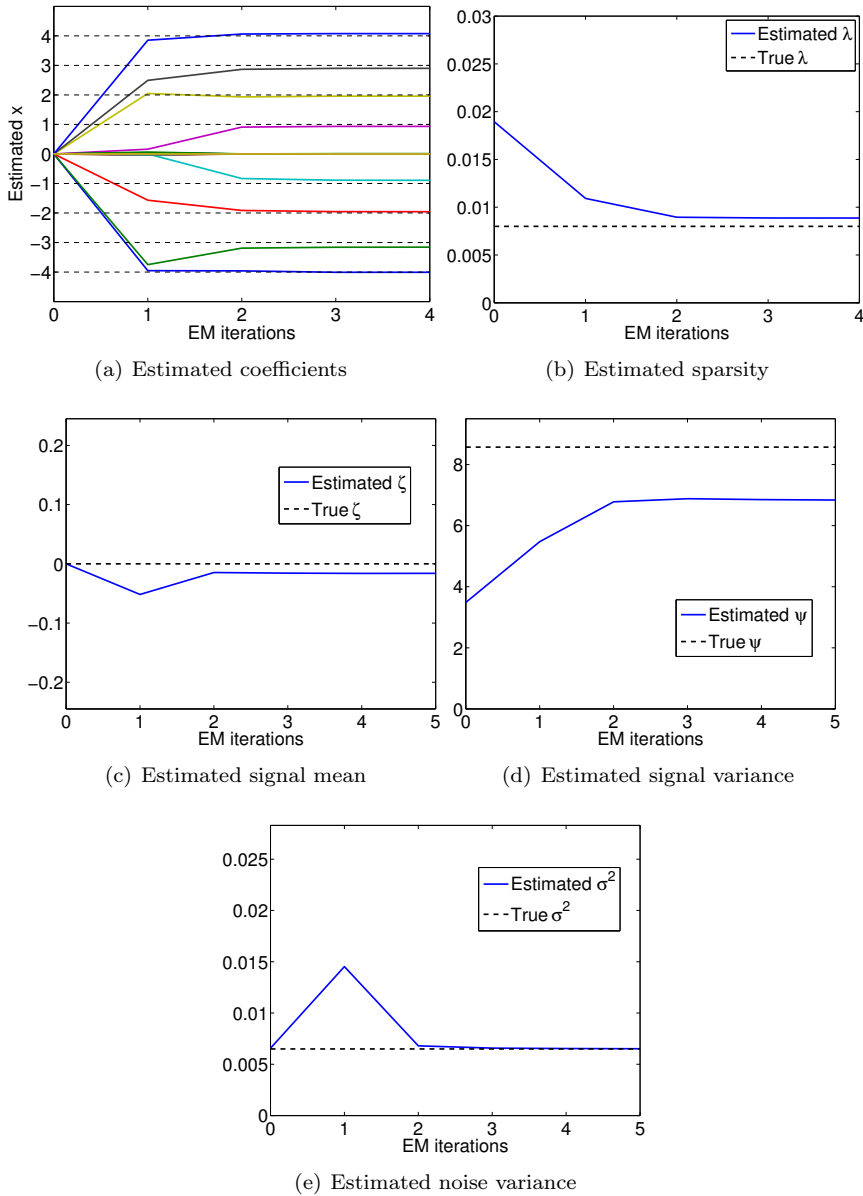 4
3
2
1
0
−1
−2
−3
−4
Estimated x
0 1 2 3 4
EM iterations
(a) Estimated coefficients
0.03
0.025
0.02
0.015
0.01
0.005
0
Estimated λ
True λ
0 1 2 3 4
EM iterations
(b) Estimated sparsity
0.2
0.1
0
−0.1
−0.2
Estimated ζ
True ζ
0 1 2 3 4 5
EM iterations
(c) Estimated signal mean
8
6
4
2
0
Estimated ψ
True ψ
0 1 2 3 4 5
EM iterations
(d) Estimated signal variance
0.025
0.02
0.015
0.01
0.005
0
Estimated σ²
True σ²
0 1 2 3 4 5
EM iterations
(e) Estimated noise variance